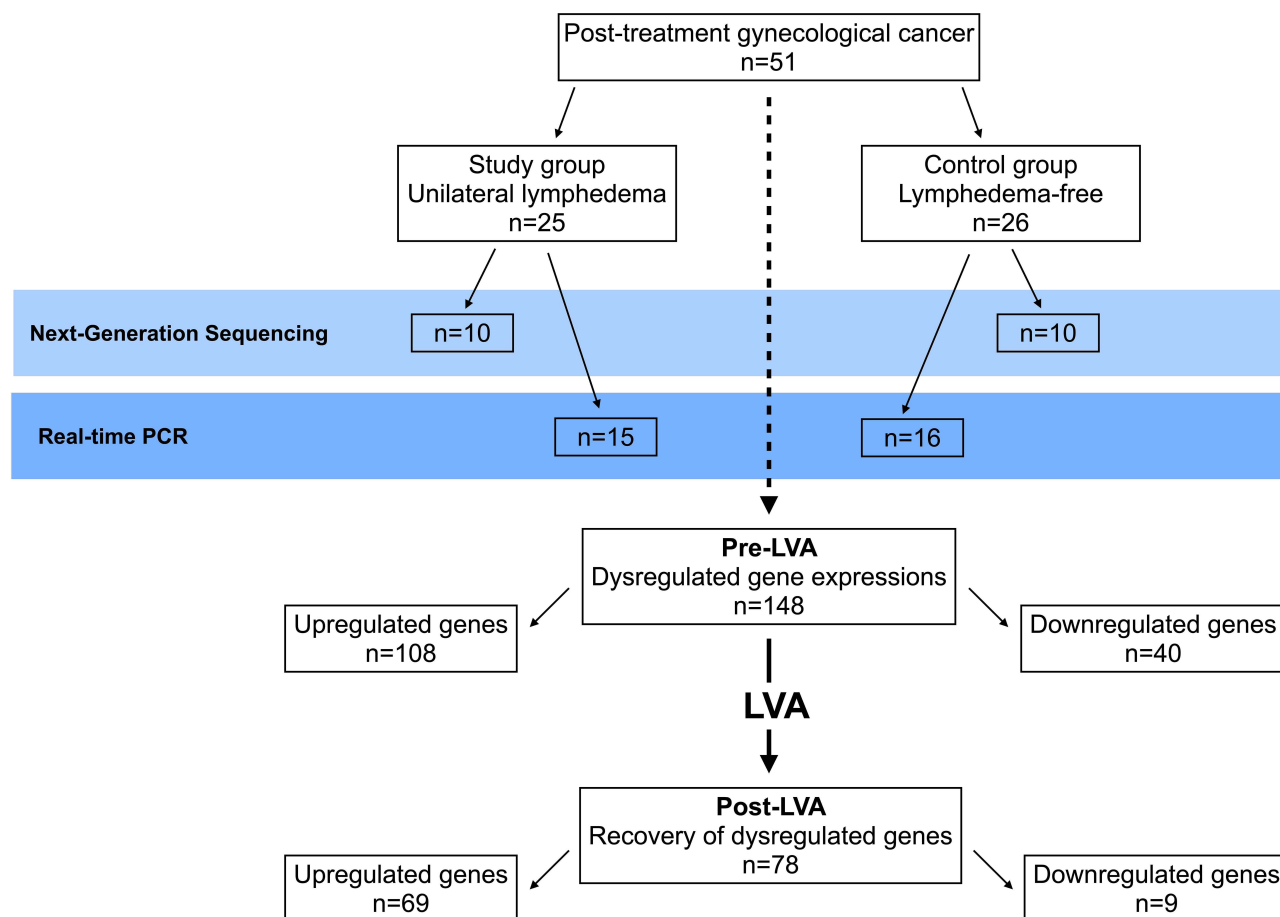 Post-treatment gynecological cancer
n=51
Study group
Unilateral lymphedema
n=25
Control group
Lymphedema-free
n=26
Next-Generation Sequencing
n=10
n=10
Real-time PCR
n=15
n=16
Pre-LVA
Dysregulated gene expressions
n=148
Upregulated genes
n=108
Downregulated genes
n=40
LVA
Post-LVA
Recovery of dysregulated genes
n=78
Upregulated genes
n=69
Downregulated genes
n=9